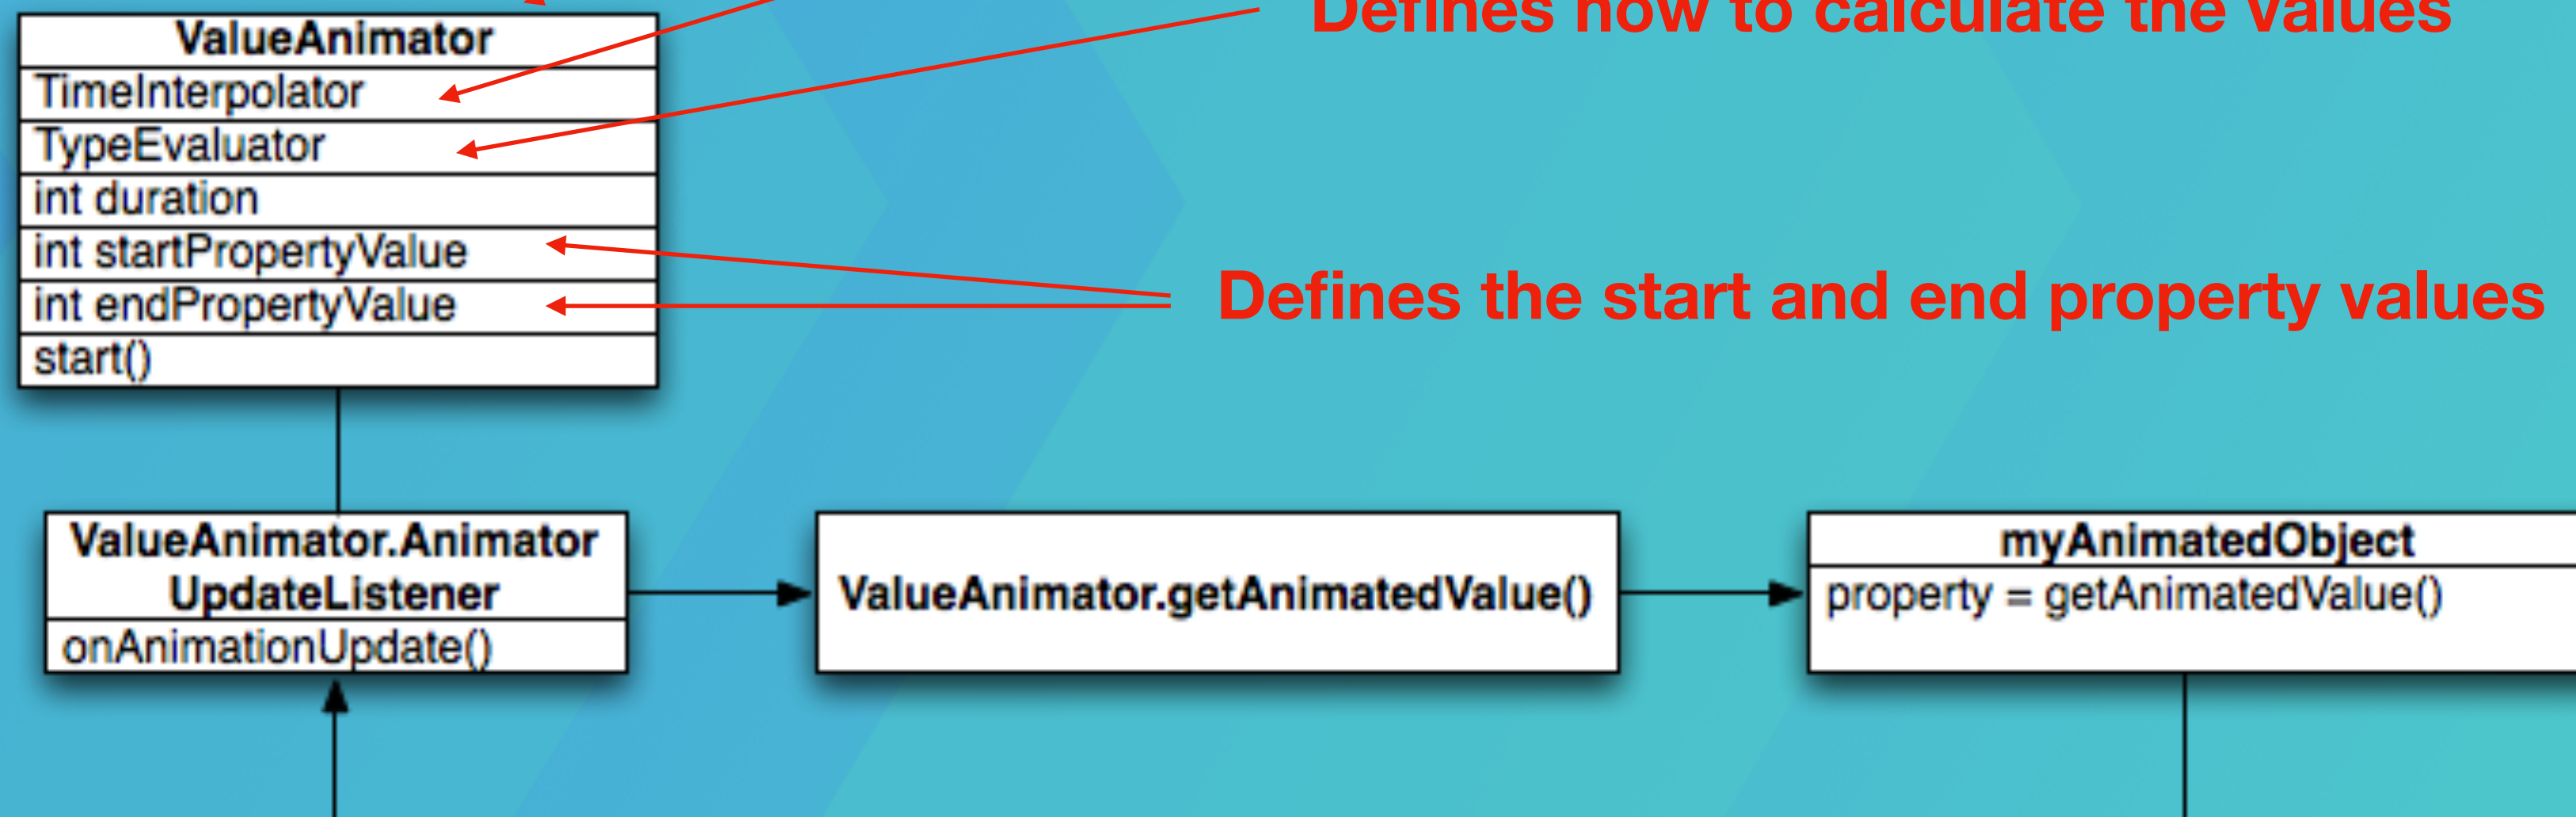 Defines how to calculate the values
ValueAnimator
TimeInterpolator
TypeEvaluator
int duration
int startPropertyValue
int endPropertyValue
start()
Defines the start and end property values
ValueAnimator.Animator
UpdateListener
onAnimationUpdate()
ValueAnimator.getAnimatedValue()
myAnimatedObject
property = getAnimatedValue()